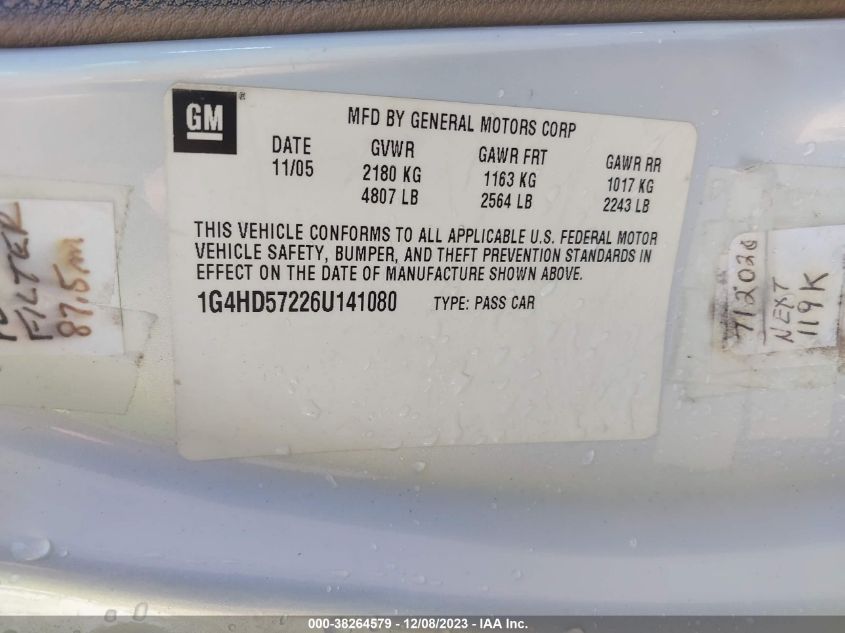 GM
MFD BY GENERAL MOTORS CORP
DATE GVWR GAWR FRT GAWR RR
11/05 2180 KG 1163 KG 1017 KG
4807 LB 2564 LB 2243 LB
THIS VEHICLE CONFORMS TO ALL APPLICABLE U.S. FEDERAL MOTOR
VEHICLE SAFETY, BUMPER, AND THEFT PREVENTION STANDARDS IN
EFFECT ON THE DATE OF MANUFACTURE SHOWN ABOVE.
1G4HD57226U141080 TYPE: PASS CAR
FILTER
87.5m
NEXT
119K
000-38264579 - 12/08/2023 - IAA Inc.